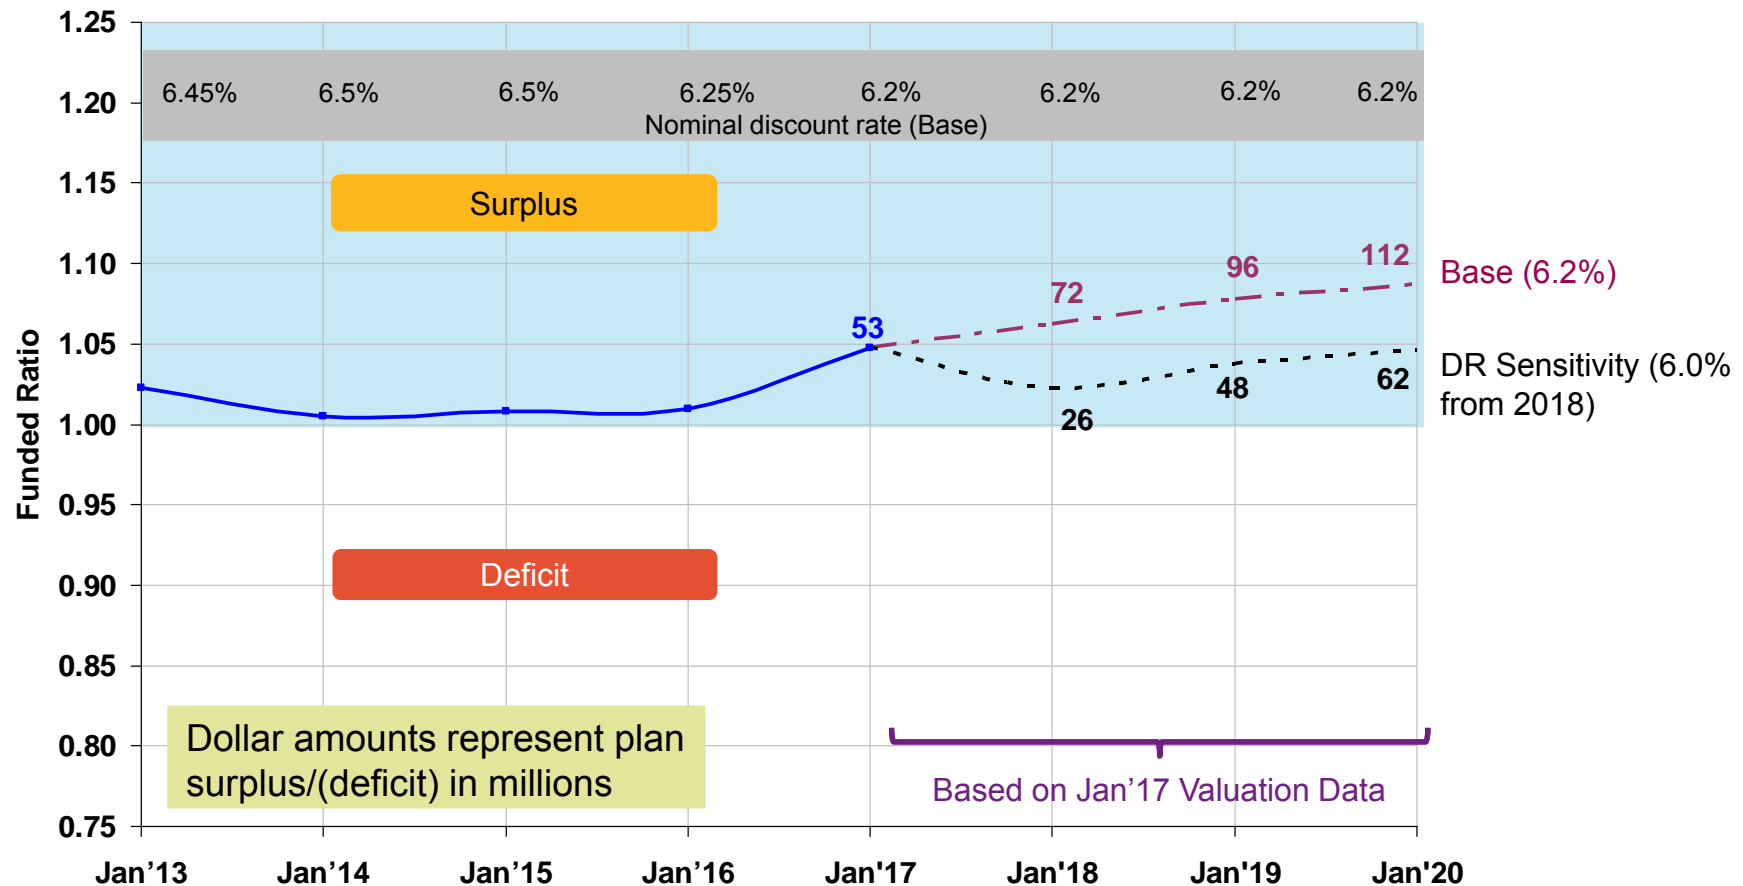 1.25
1.20
1.15
1.10
1.05
1.00
0.95
0.90
0.85
0.80
0.75
Funded Ratio
6.45% 6.5% 6.5% 6.25% 6.2% 6.2% 6.2% 6.2%
Nominal discount rate (Base)
Surplus
Deficit
53
72
96
112
26
48
62
Base (6.2%)
DR Sensitivity (6.0%
from 2018)
Dollar amounts represent plan
surplus/(deficit) in millions
Based on Jan’17 Valuation Data
Jan’13 Jan’14 Jan’15 Jan’16 Jan'17 Jan'18 Jan'19 Jan'20